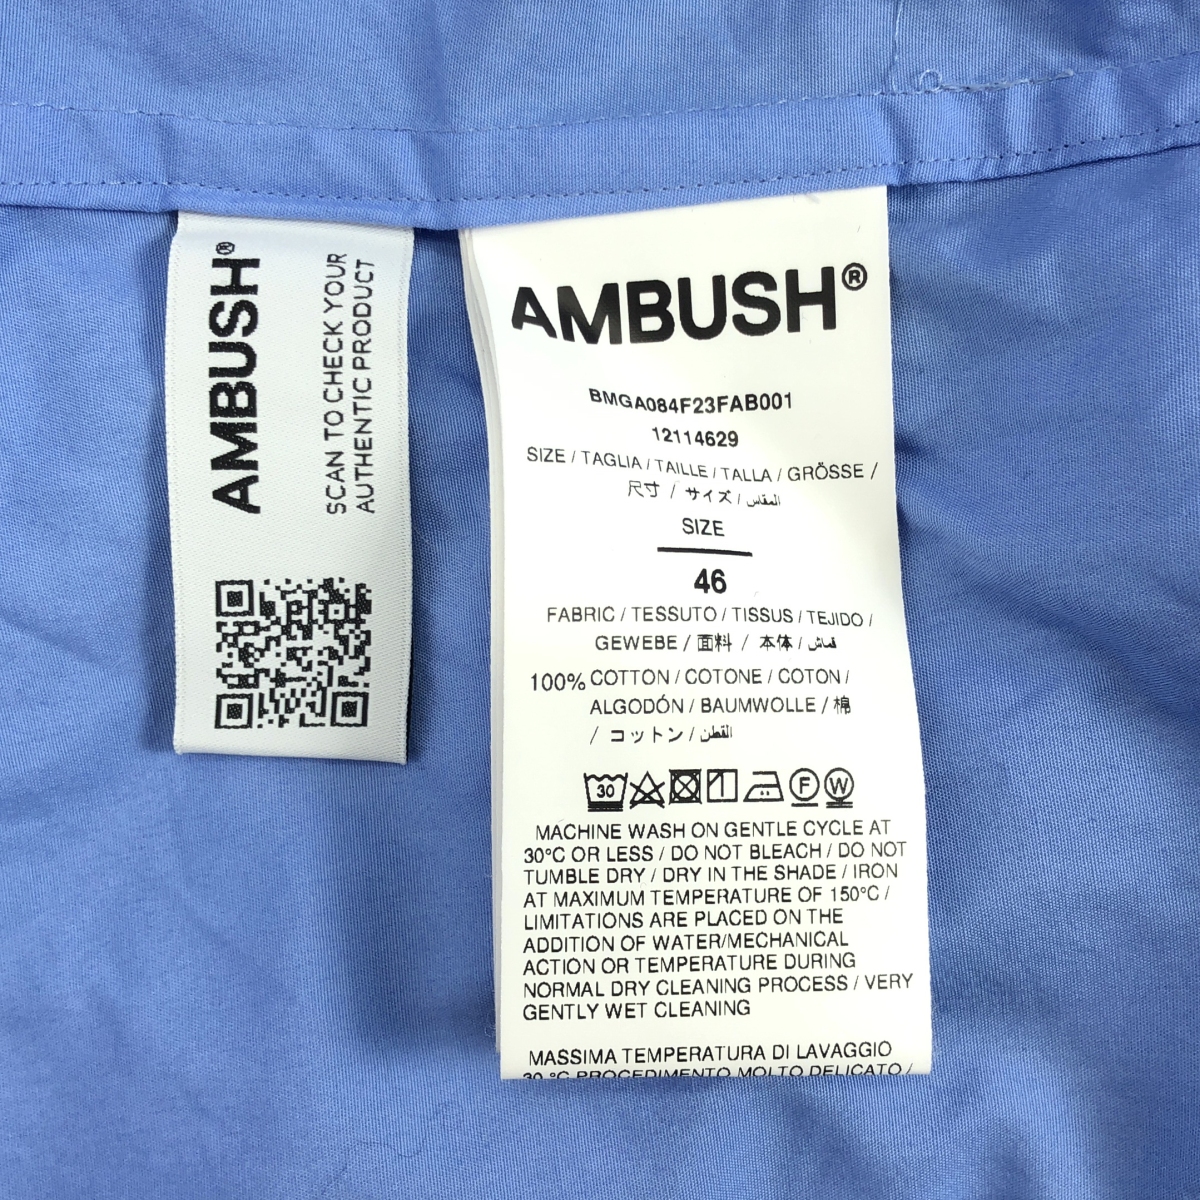 AMBUSH®
SCAN TO CHECK YOUR
AUTHENTIC PRODUCT
AMBUSH®
BMGA084F23FAB001
12114629
SIZE / TAGLIA / TAILLE / TALLA / GRÖSSE /
尺寸 / サイズ / المقاس
SIZE
46
FABRIC / TESSUTO / TISSUS / TEJIDO /
GEWEBE / 面料 / 本体 / قماش
100% COTTON / COTONE / COTON /
ALGODÓN / BAUMWOLLE / 棉
/ コットン / القطن
30 F W
MACHINE WASH ON GENTLE CYCLE AT
30°C OR LESS / DO NOT BLEACH / DO NOT
TUMBLE DRY / DRY IN THE SHADE / IRON
AT MAXIMUM TEMPERATURE OF 150°C /
LIMITATIONS ARE PLACED ON THE
ADDITION OF WATER/MECHANICAL
ACTION OR TEMPERATURE DURING
NORMAL DRY CLEANING PROCESS / VERY
GENTLY WET CLEANING
MASSIMA TEMPERATURA DI LAVAGGIO
30 °C PROCEDIMENTO MOLTO DELICATO /